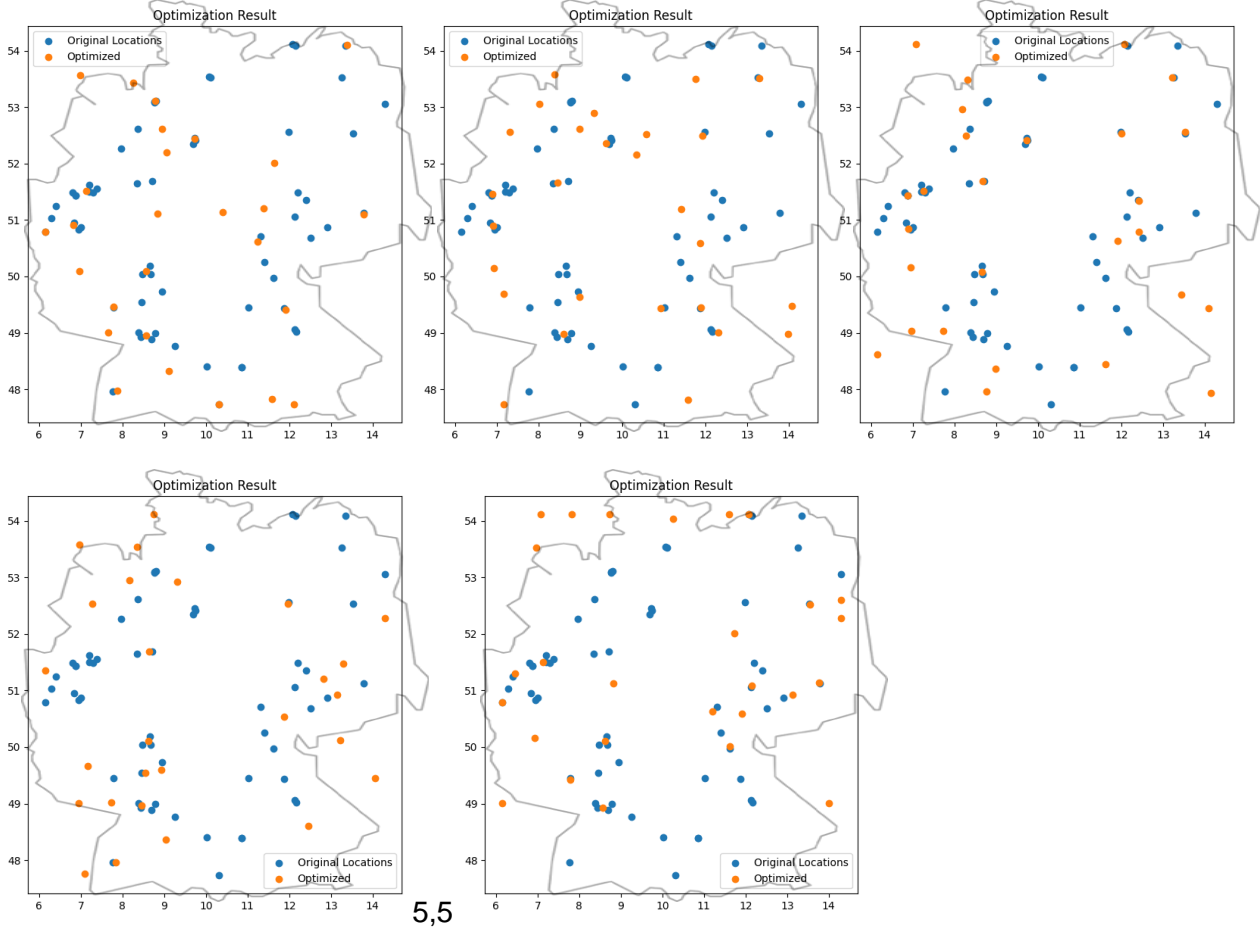 Optimization Result
Original Locations
Optimized
54
53
52
51
50
49
48
6 7 8 9 10 11 12 13 14
Optimization Result
Original Locations
Optimized
54
53
52
51
50
49
48
6 7 8 9 10 11 12 13 14
Optimization Result
Original Locations
Optimized
54
53
52
51
50
49
48
6 7 8 9 10 11 12 13 14
Optimization Result
54
53
52
51
50
49
48
Original Locations
Optimized
6 7 8 9 10 11 12 13 14
5,5
Optimization Result
54
53
52
51
50
49
48
Original Locations
Optimized
6 7 8 9 10 11 12 13 14